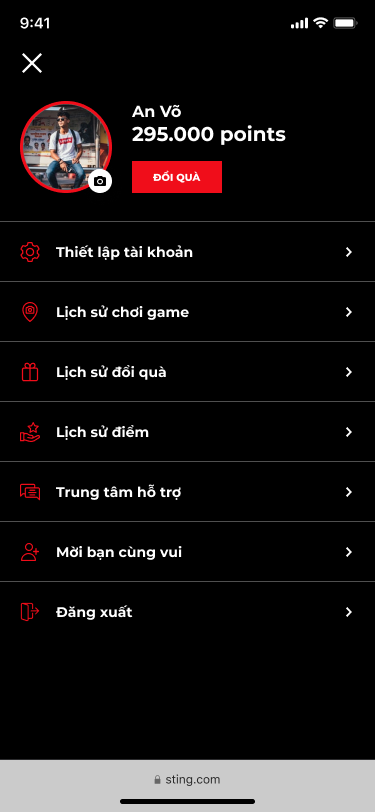 9:41
An Võ
295.000 points
ĐỔI QUÀ
Thiết lập tài khoản
Lịch sử chơi game
Lịch sử đổi quà
Lịch sử điểm
Trung tâm hỗ trợ
Mời bạn cùng vui
Đăng xuất
sting.com